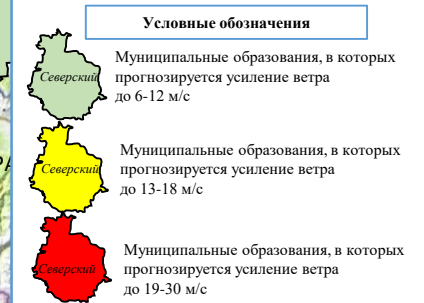 Условные обозначения
Северский
Муниципальные образования, в которых
прогнозируется усиление ветра
до 6-12 м/с
Северский
Муниципальные образования, в которых
прогнозируется усиление ветра
до 13-18 м/с
Северский
Муниципальные образования, в которых
прогнозируется усиление ветра
до 19-30 м/с